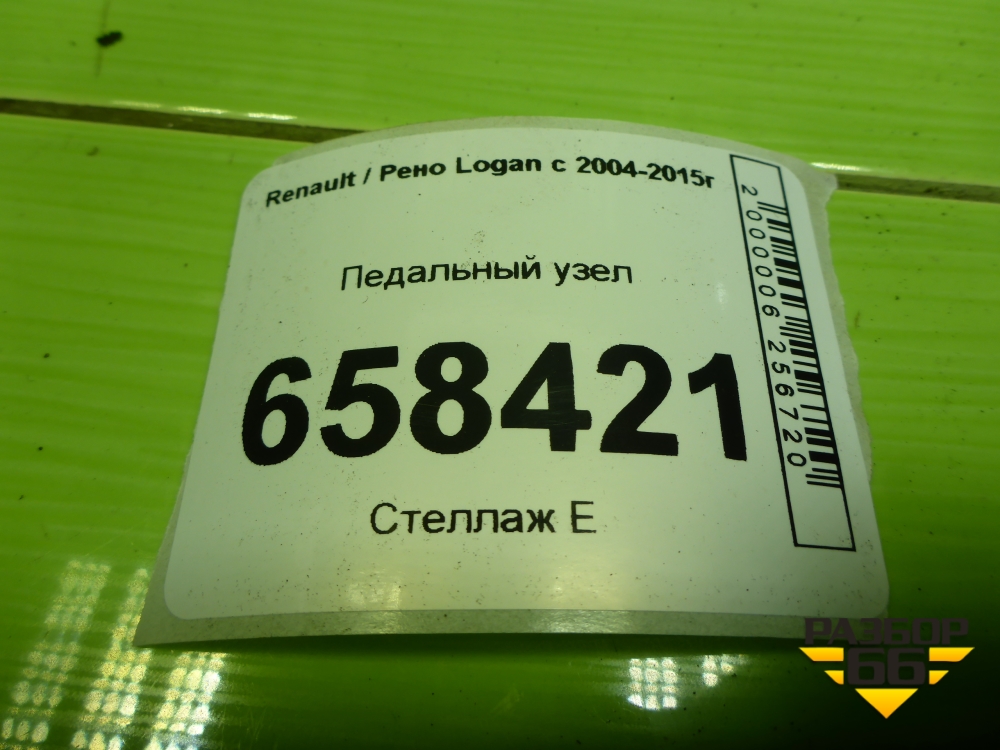 Renault / Рено Logan с 2004-2015г
Педальный узел
658421
Стеллаж Е
2000006256720
РАЗБОР
66